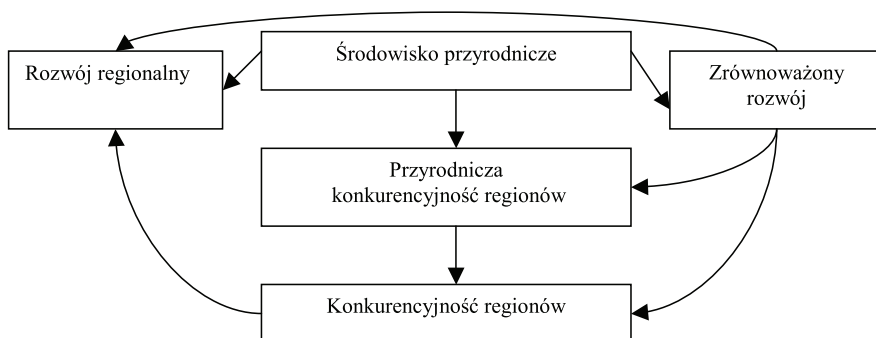 Rozwój regionalny
Środowisko przyrodnicze
Zrównoważony
rozwój
Przyrodnicza
konkurencyjność regionów
Konkurencyjność regionów